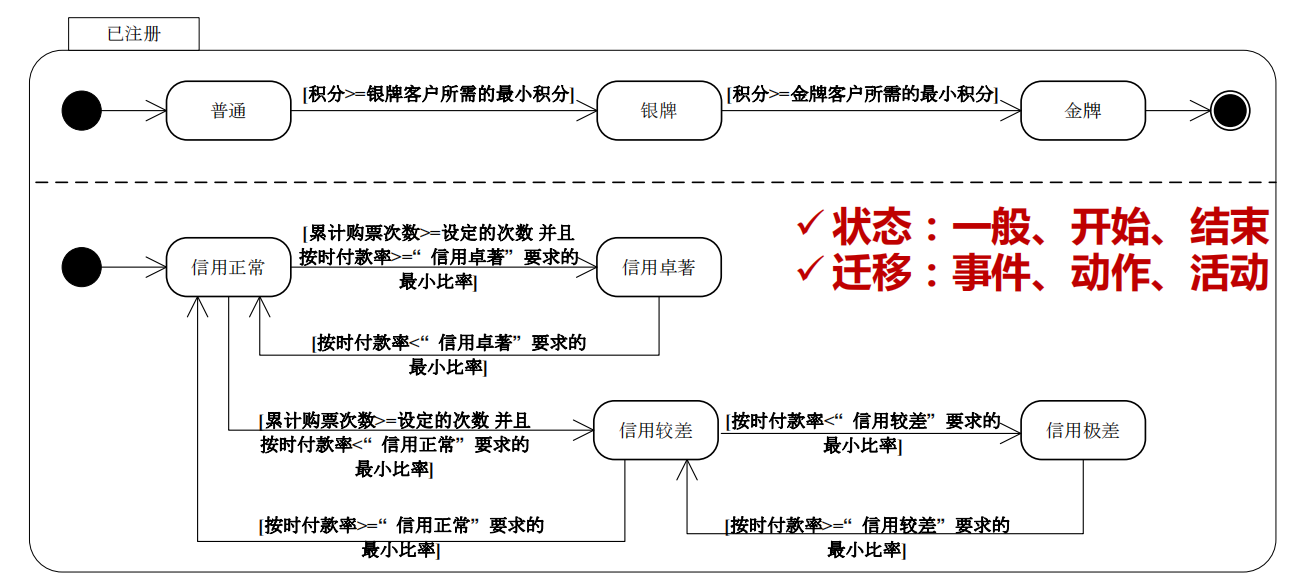 已注册
普通
[积分>=银牌客户所需的最小积分]
银牌
[积分>=金牌客户所需的最小积分]
金牌
✓状态：一般、开始、结束
✓迁移：事件、动作、活动
信用正常
[累计购票次数>=设定的次数 并且
按时付款率>=“ 信用卓著” 要求的
最小比率]
信用卓著
[按时付款率<“ 信用卓著” 要求的
最小比率]
[累计购票次数>=设定的次数 并且
按时付款率<“ 信用正常” 要求的
最小比率]
信用较差
[按时付款率<“ 信用较差” 要求的
最小比率]
信用极差
[按时付款率>=“ 信用正常” 要求的
最小比率]
[按时付款率>=“ 信用较差” 要求的
最小比率]